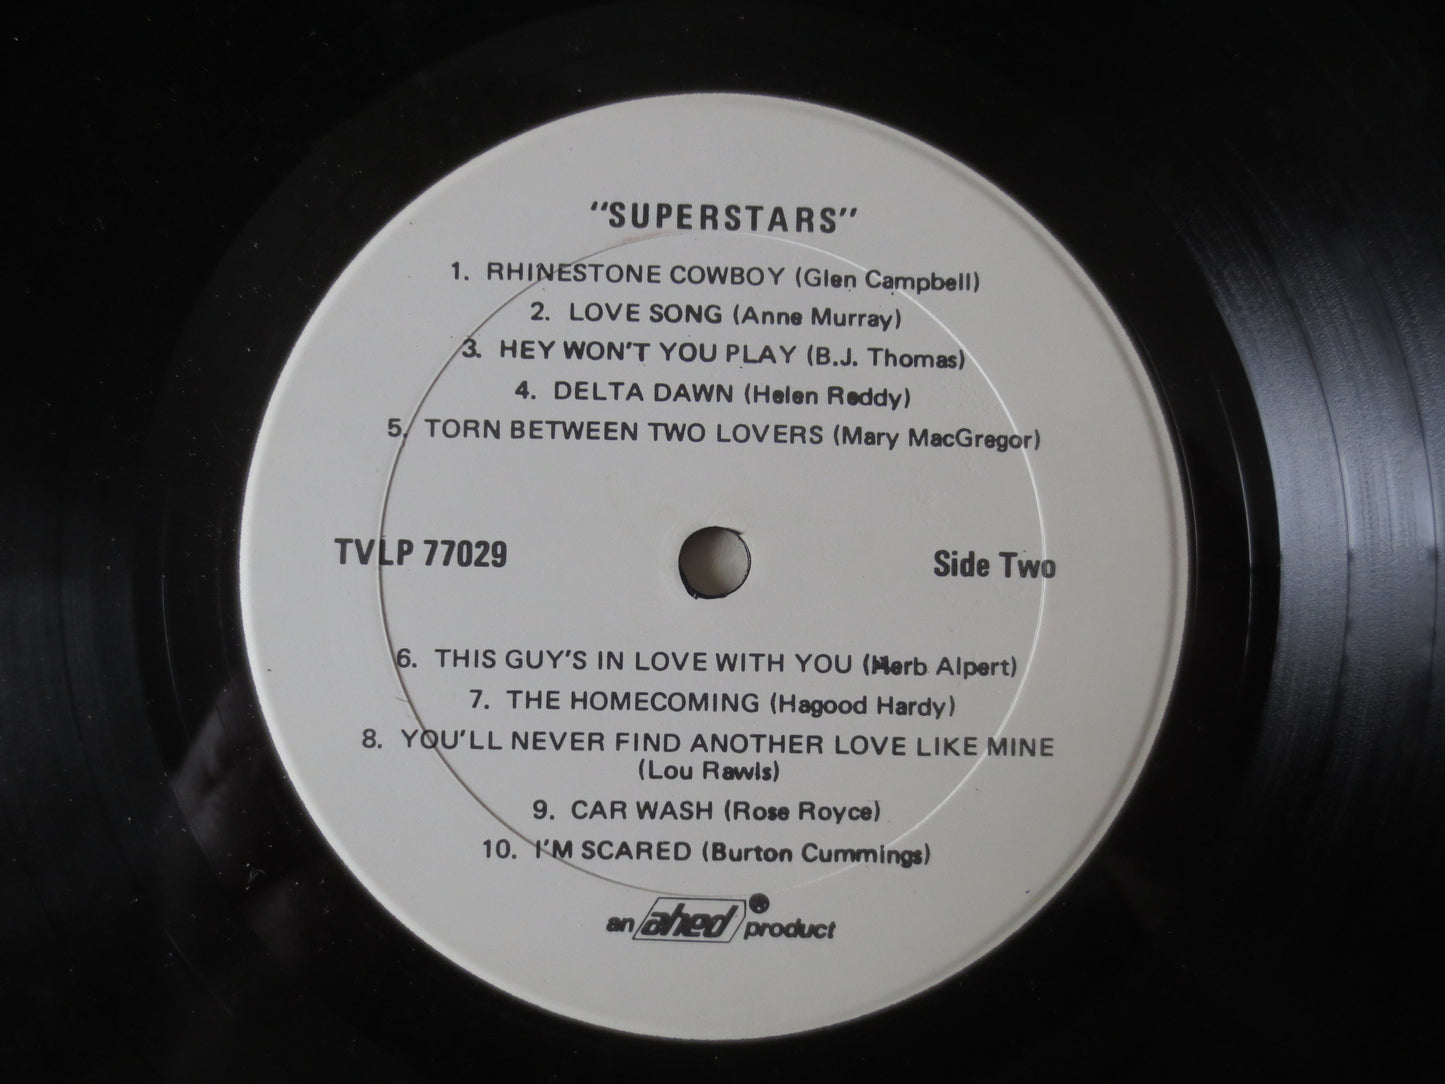 "SUPERSTARS"
1. RHINESTONE COWBOY (Glen Campbell)
2. LOVE SONG (Anne Murray)
3. HEY WON'T YOU PLAY (B.J. Thomas)
4. DELTA DAWN (Helen Reddy)
5. TORN BETWEEN TWO LOVERS (Mary MacGregor)
TVLP 77029 Side Two
6. THIS GUY'S IN LOVE WITH YOU (Herb Alpert)
7. THE HOMECOMING (Hagood Hardy)
8. YOU'LL NEVER FIND ANOTHER LOVE LIKE MINE
(Lou Rawls)
9. CAR WASH (Rose Royce)
10. I'M SCARED (Burton Cummings)
an ahed product